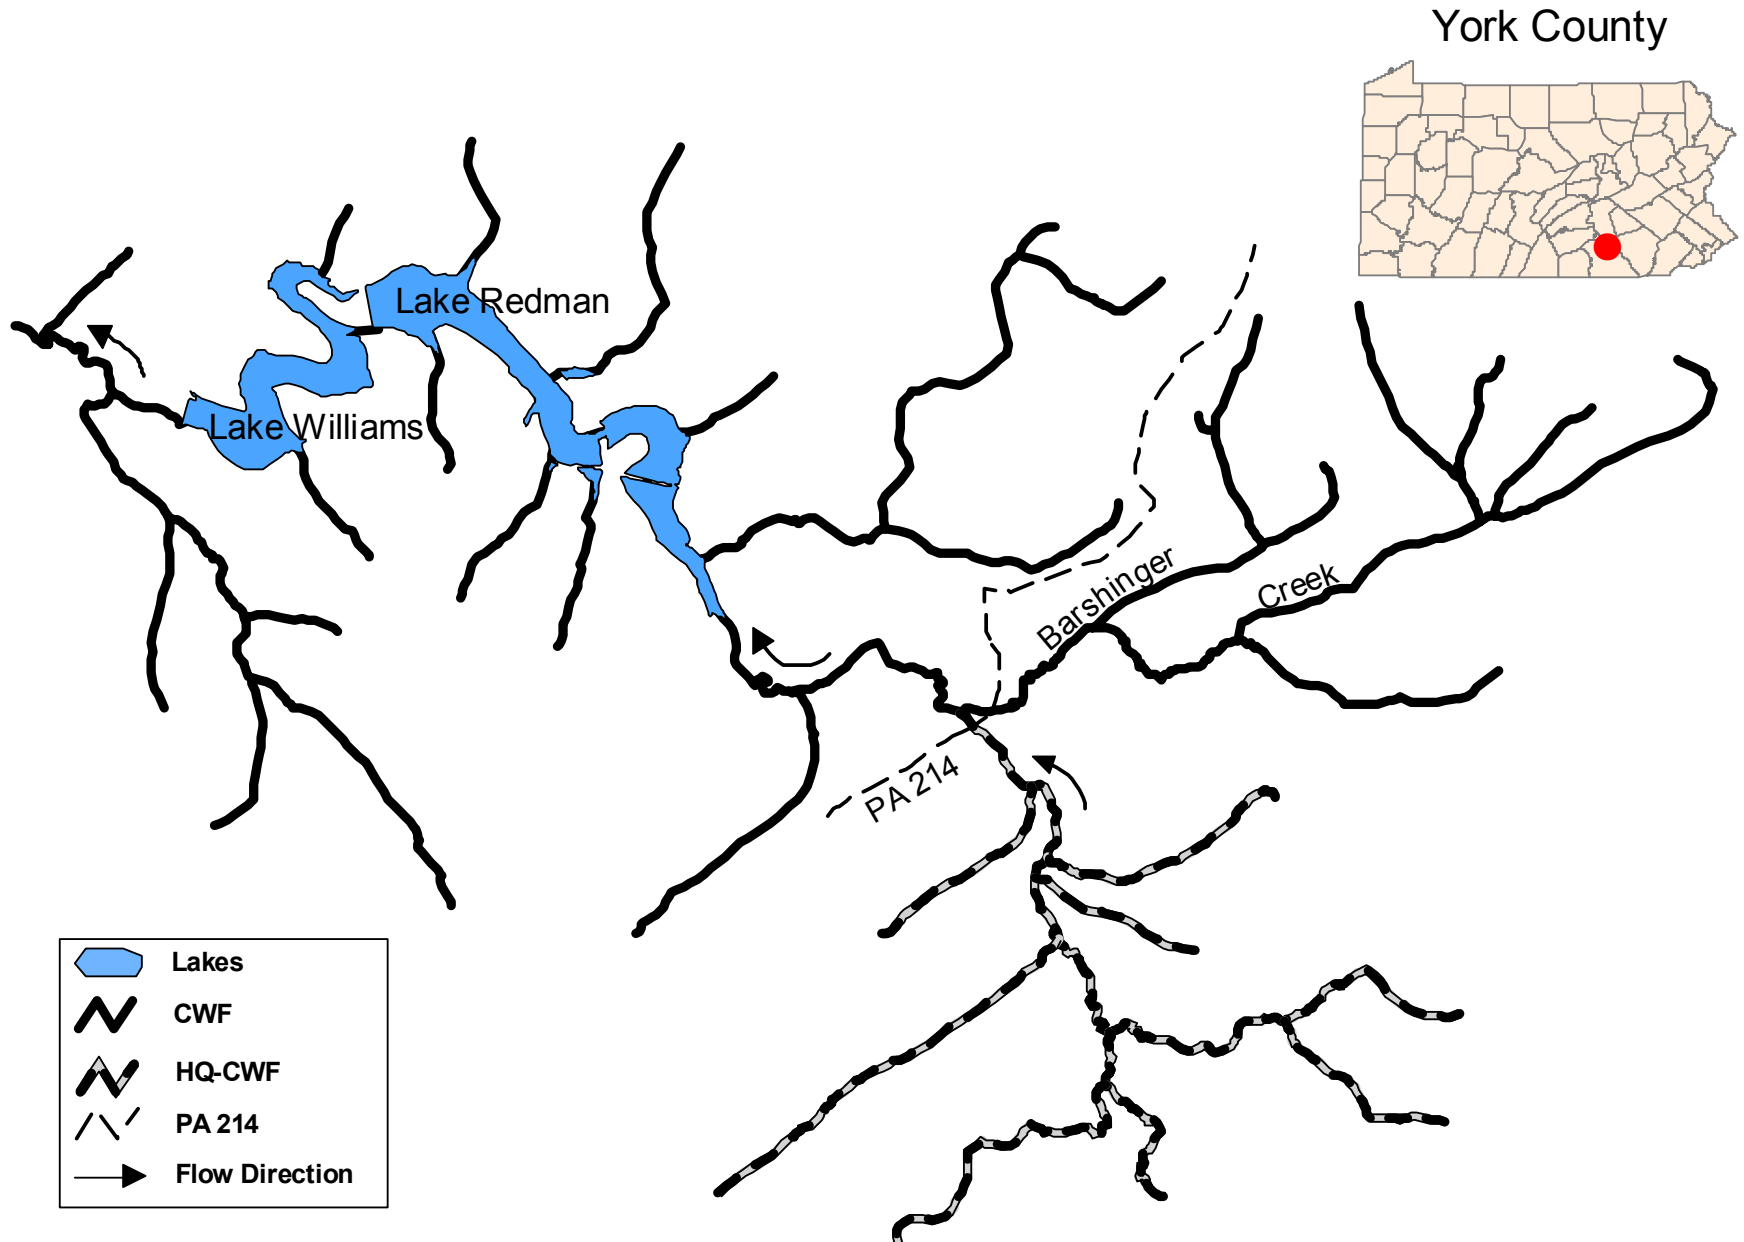 York County
Lake Redman
Lake Williams
Barshinger
Creek
PA 214
Lakes
CWF
HQ-CWF
PA 214
Flow Direction